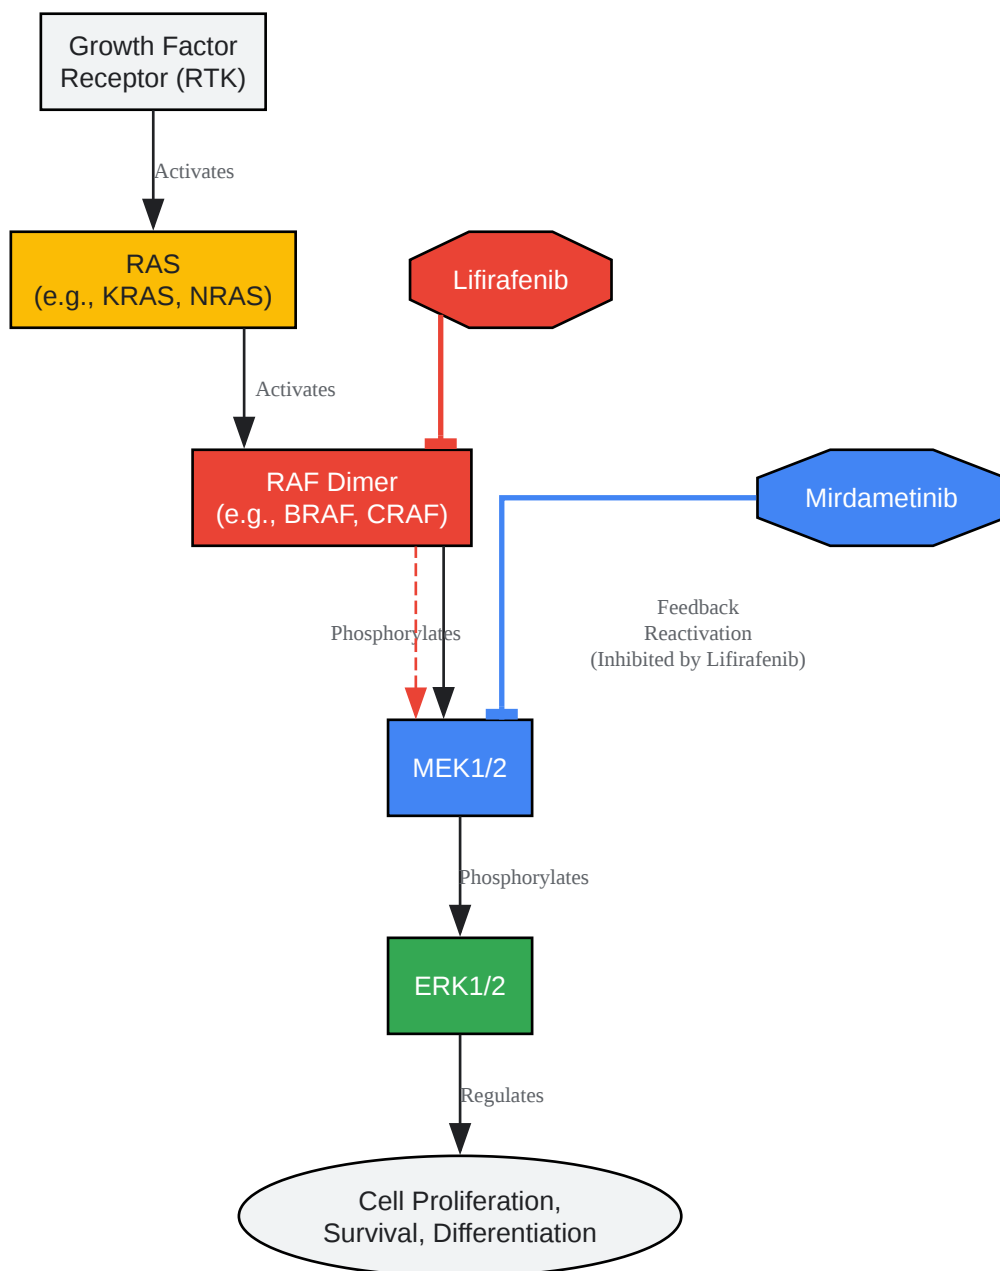 Growth Factor
Receptor (RTK)
Activates
RAS
(e.g., KRAS, NRAS)
Lifirafenib
Activates
RAF Dimer
(e.g., BRAF, CRAF)
Mirdametinib
Phosphorylates
Feedback
Reactivation
(Inhibited by Lifirafenib)
MEK1/2
Phosphorylates
ERK1/2
Regulates
Cell Proliferation,
Survival, Differentiation